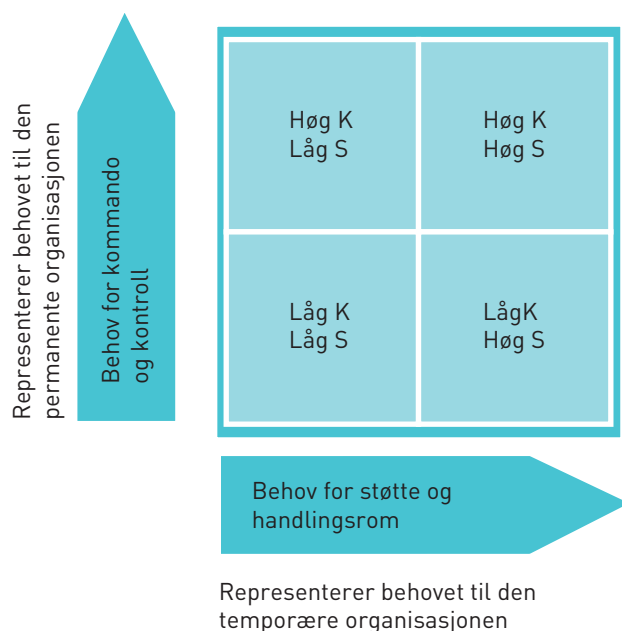 Representerer behovet til den
permanente organisasjonen
Behov for kommando
og kontroll
Høg K
Låg S
Høg K
Høg S
Låg K
Låg S
LågK
Høg S
Behov for støtte og
handlingsrom
Representerer behovet til den
temporære organisasjonen